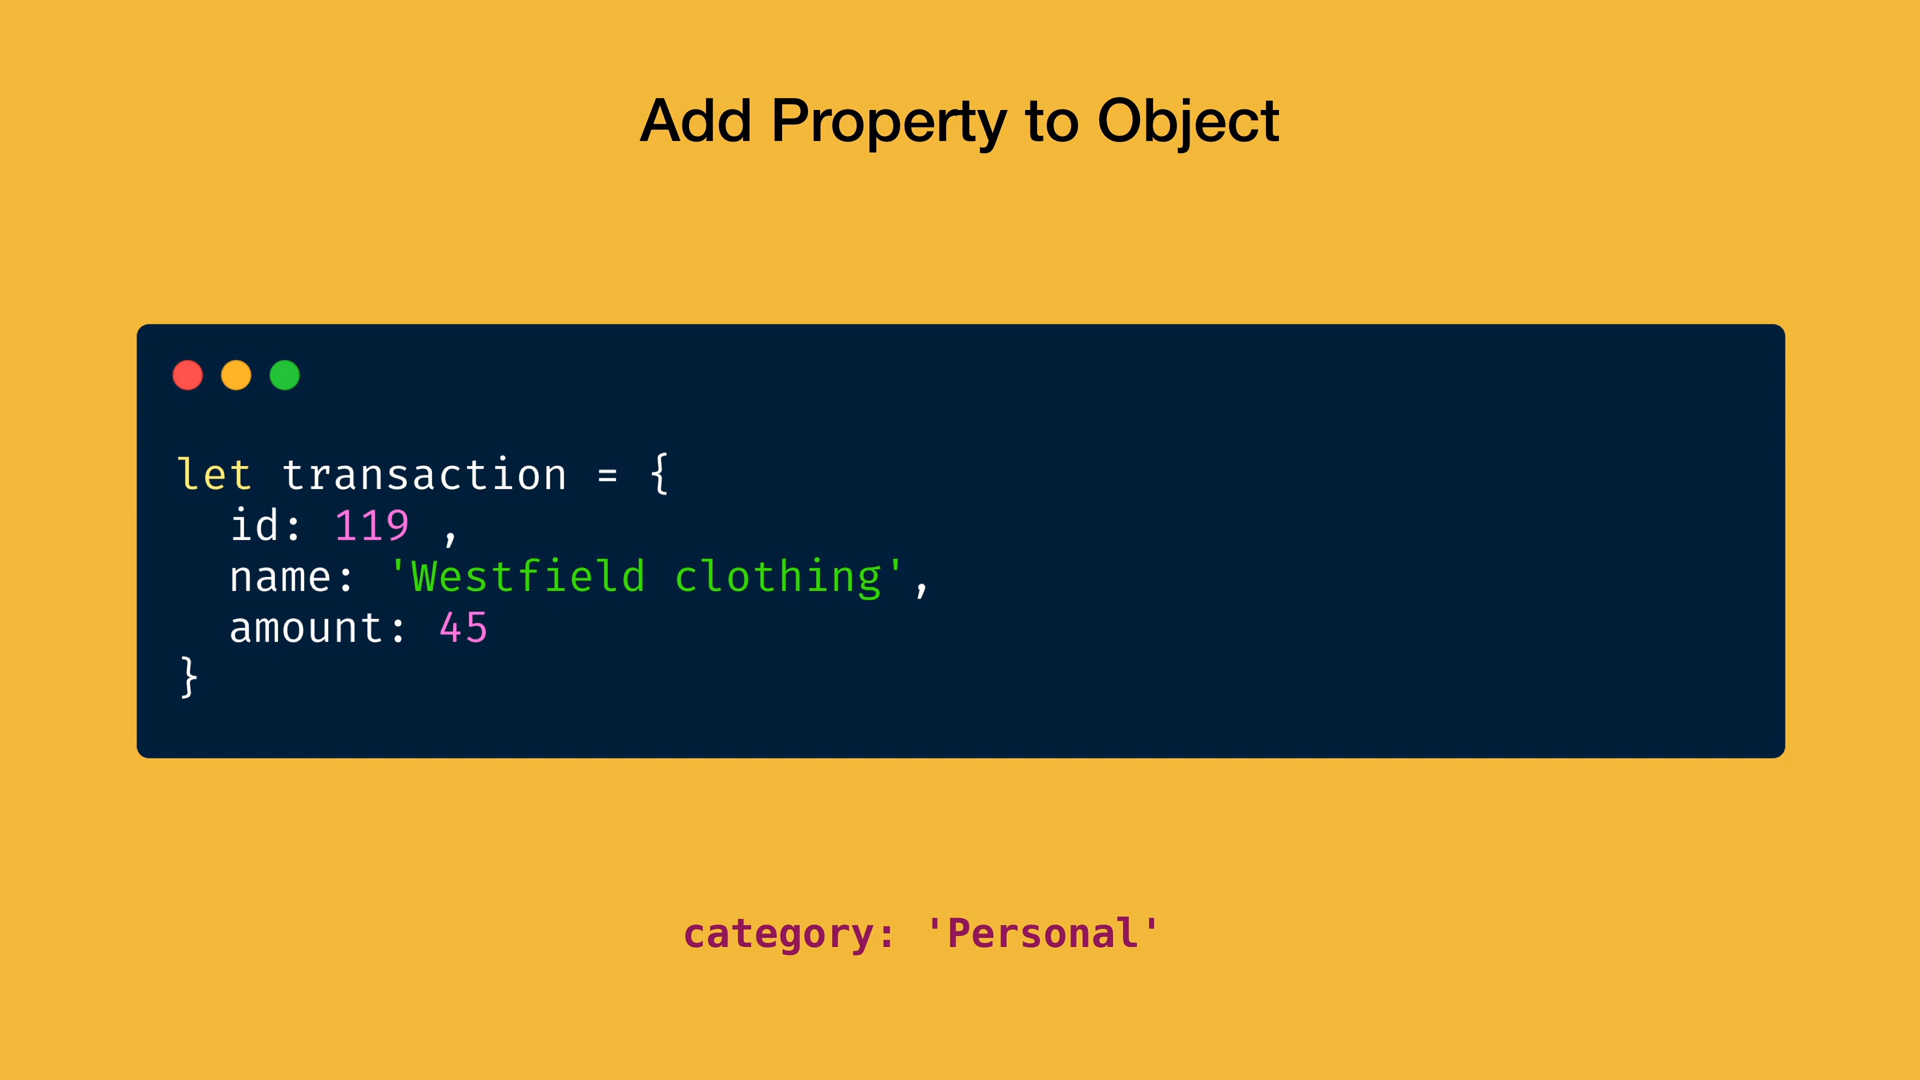 Add Property to Object
let transaction = {
  id: 119 ,
  name: 'Westfield clothing',
  amount: 45
}
category: 'Personal'